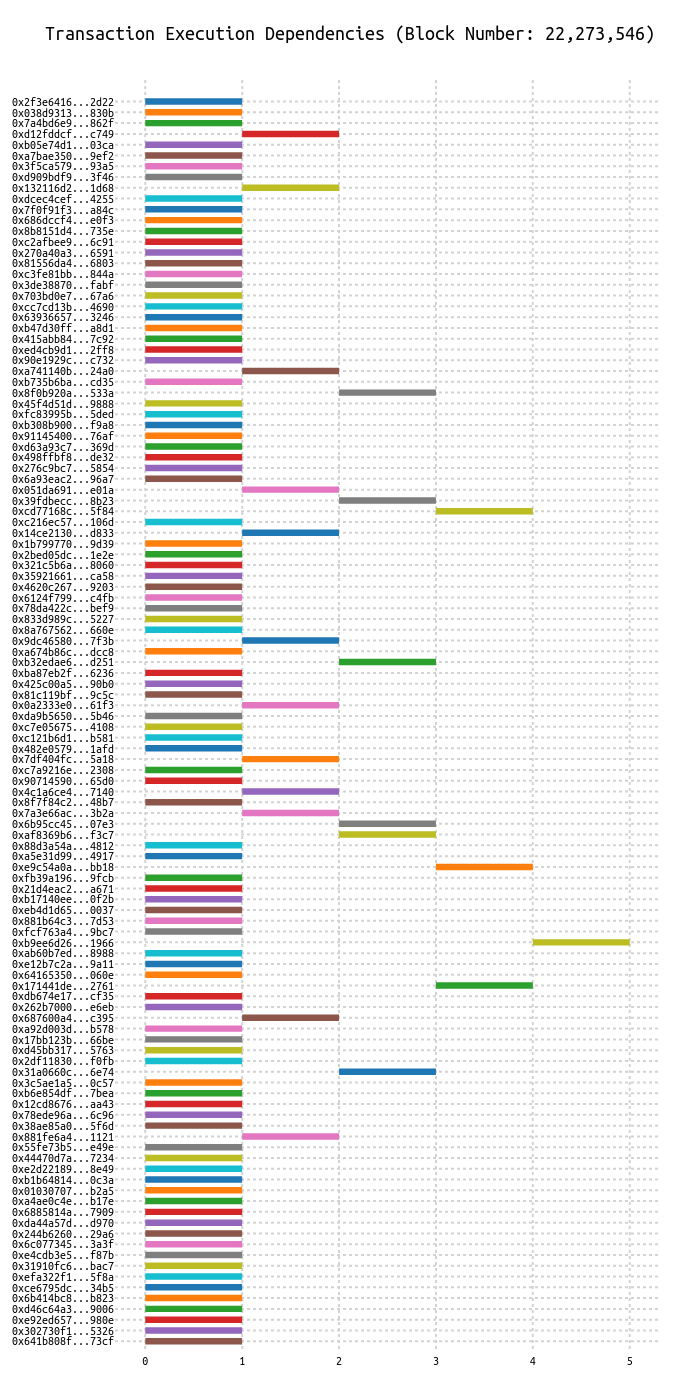 Transaction Execution Dependencies (Block Number: 22,273,546)
0x2f3e6416...2d22
0x038d9313...830b
0x7a4bd6e9...862f
0xd12fddcf...c749
0xb05e74d1...03ca
0xa7bae350...9ef2
0x3f5ca579...93a5
0xd909bdf9...3f46
0x132116d2...1d68
0xdcec4cef...4255
0x7f0f91f3...a84c
0x686dccf4...e0f3
0x8b8151d4...735e
0xc2afbee9...6c91
0x270a40a3...6591
0x81556da4...6803
0xc3fe81bb...844a
0x3de38870...fabf
0x703bd0e7...67a6
0xcc7cd13b...4690
0x63936657...3246
0xb47d30ff...a8d1
0x415abb84...7c92
0xed4cb9d1...2ff8
0x90e1929c...c732
0xa741140b...24a0
0xb735b6ba...cd35
0x8f0b920a...533a
0x45f4d51d...9888
0xfc83995b...5ded
0xb308b900...f9a8
0x91145400...76af
0xd63a93c7...369d
0x498ffbf8...de32
0x276c9bc7...5854
0x6a93eac2...96a7
0x051da691...e01a
0x39fdbecc...8b23
0xcd77168c...5f84
0xc216ec57...106d
0x14ce2130...d833
0x1b799770...9d39
0x2bed05dc...1e2e
0x321c5b6a...8060
0x35921661...ca58
0x4620c267...9203
0x6124f799...c4fb
0x78da422c...bef9
0x833d989c...5227
0x8a767562...660e
0x9dc46580...7f3b
0xa674b86c...dcc8
0xb32edae6...d251
0xba87eb2f...6236
0x425c00a5...90b0
0x81c119bf...9c5c
0x0a2333e0...61f3
0xda9b5650...5b46
0xc7e05675...4108
0xc121b6d1...b581
0x482e0579...1afd
0x7df404fc...5a18
0xc7a9216e...2308
0x90714590...65d0
0x4c1a6ce4...7140
0x8f7f84c2...48b7
0x7a3e66ac...3b2a
0x6b95cc45...07e3
0xaf8369b6...f3c7
0x88d3a54a...4812
0xa5e31d99...4917
0xe9c54a0a...bb18
0xfb39a196...9fcb
0x21d4eac2...a671
0xb17140ee...0f2b
0xeb4d1d65...0037
0x881b64c3...7d53
0xfcf763a4...9bc7
0xb9ee6d26...1966
0xab60b7ed...8988
0xe12b7c2a...9a11
0x64165350...060e
0x171441de...2761
0xdb674e17...cf35
0x262b7000...e6eb
0x687600a4...c395
0xa92d003d...b578
0x17bb123b...66be
0xd45bb317...5763
0x2df11830...f0fb
0x31a0660c...6e74
0x3c5ae1a5...0c57
0xb6e854df...7bea
0x12cd8676...aa43
0x78ede96a...6c96
0x38ae85a0...5f6d
0x881fe6a4...1121
0x55fe73b5...e49e
0x44470d7a...7234
0xe2d22189...8e49
0xb1b64814...0c3a
0x01030707...b2a5
0xa4ae0c4e...b17e
0x6885814a...7909
0xda44a57d...d970
0x244b6260...29a6
0x6c077345...3a3f
0xe4cdb3e5...f87b
0x31910fc6...bac7
0xefa322f1...5f8a
0xce6795dc...34b5
0x6b414bc8...b823
0xd46c64a3...9006
0xe92ed657...980e
0x302730f1...5326
0x641b808f...73cf
0 1 2 3 4 5